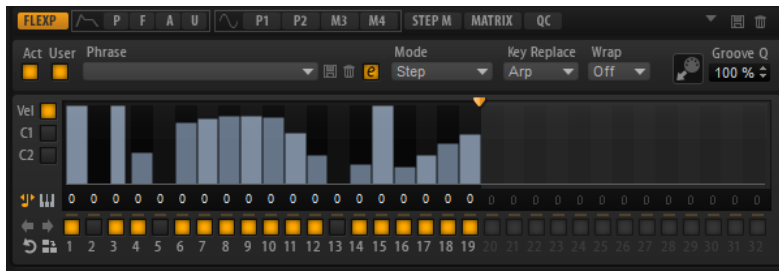 FLEXP P F A U P1 P2 M3 M4 STEP M MATRIX QC
Act User Phrase Mode Key Replace Wrap Groove Q
e Step Arp Off 100 %
Vel
C1
C2
0 0 0 0 0 0 0 0 0 0 0 0 0 0 0 0 0 0 0 0 0 0 0 0 0 0 0 0 0 0 0 0
1 2 3 4 5 6 7 8 9 10 11 12 13 14 15 16 17 18 19 20 21 22 23 24 25 26 27 28 29 30 31 32